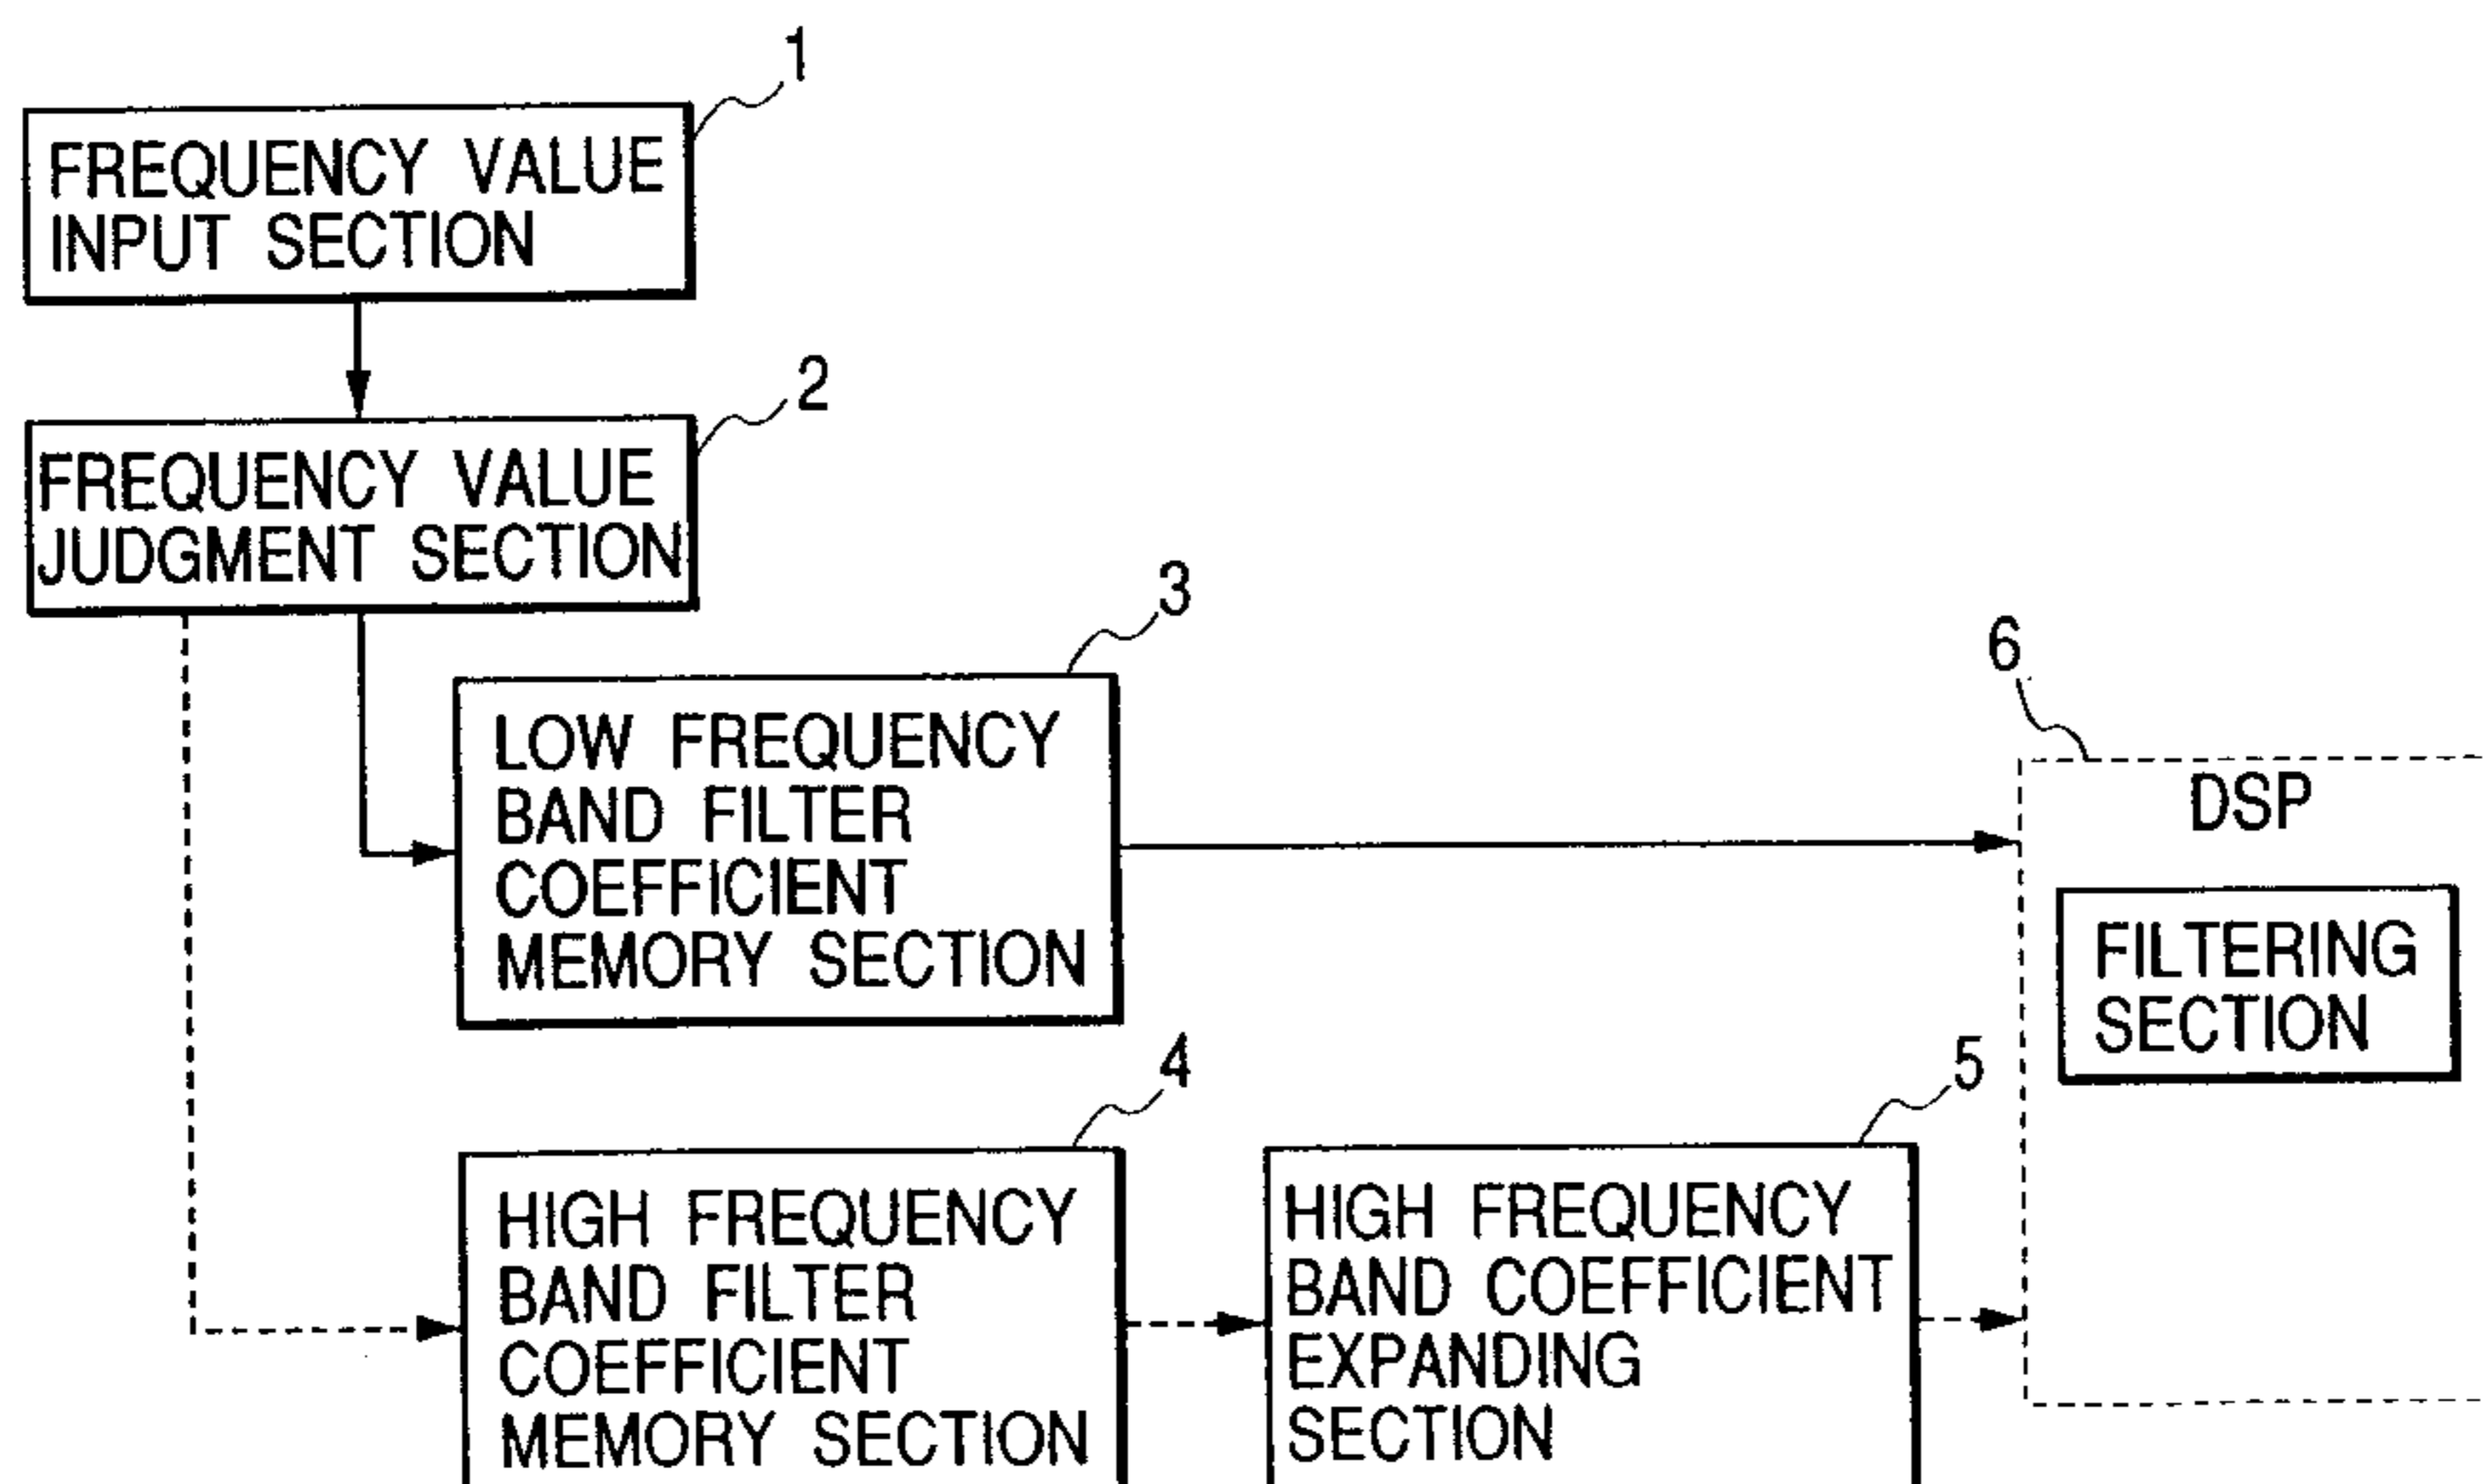 1
FREQUENCY VALUE
INPUT SECTION
2
FREQUENCY VALUE
JUDGMENT SECTION
3
LOW FREQUENCY
BAND FILTER
COEFFICIENT
MEMORY SECTION
6
DSP
FILTERING
SECTION
4
HIGH FREQUENCY
BAND FILTER
COEFFICIENT
MEMORY SECTION
5
HIGH FREQUENCY
BAND COEFFICIENT
EXPANDING
SECTION